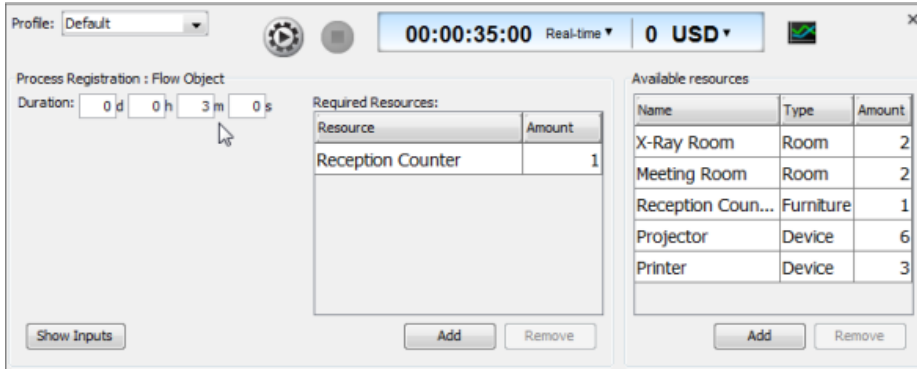 Profile: Default
00:00:35:00 Real-time 0 USD
Process Registration : Flow Object
Duration: 0 d 0 h 3 m 0 s
Required Resources:
Resource Amount
Reception Counter 1
Show Inputs
Add Remove
Available resources
Name Type Amount
X-Ray Room Room 2
Meeting Room Room 2
Reception Coun... Furniture 1
Projector Device 6
Printer Device 3
Add Remove